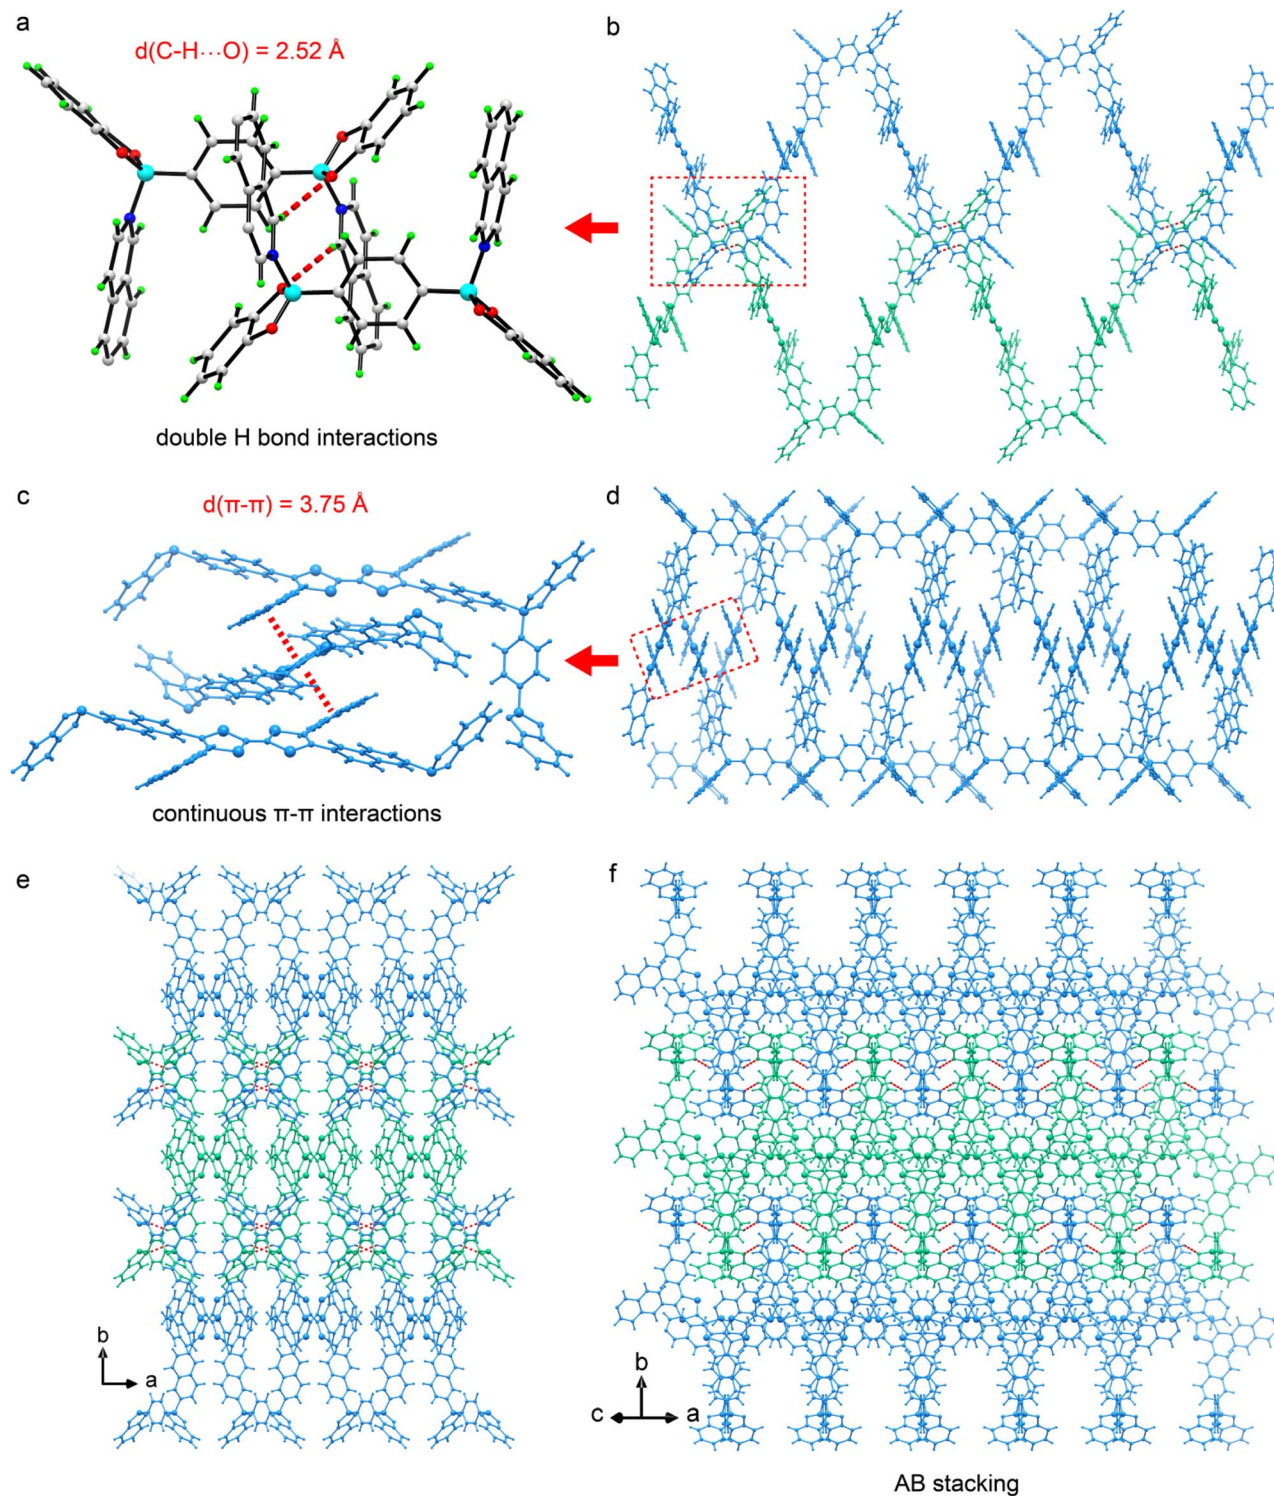 a
d(C-H···O) = 2.52 Å
double H bond interactions
b
c
d(π-π) = 3.75 Å
continuous π-π interactions
d
e
b
a
f
b
c
a
AB stacking